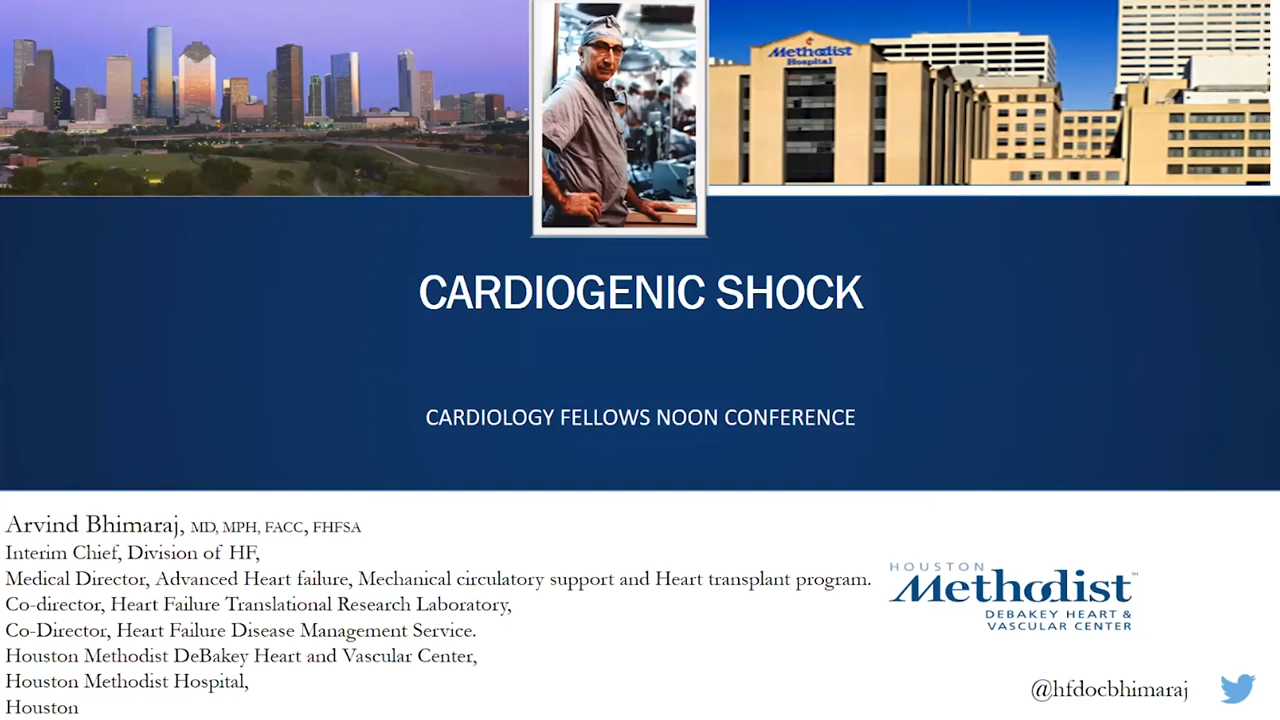 Methodist
Hospital
CARDIOGENIC SHOCK
CARDIOLOGY FELLOWS NOON CONFERENCE
Arvind Bhimaraj, MD, MPH, FACC, FHFSA
Interim Chief, Division of HF,
Medical Director, Advanced Heart failure, Mechanical circulatory support and Heart transplant program.
Co-director, Heart Failure Translational Research Laboratory,
Co-Director, Heart Failure Disease Management Service.
Houston Methodist DeBakey Heart and Vascular Center,
Houston Methodist Hospital,
Houston
HOUSTON
Methodist™
DEBAKEY HEART &
VASCULAR CENTER
@hfdocbhimaraj